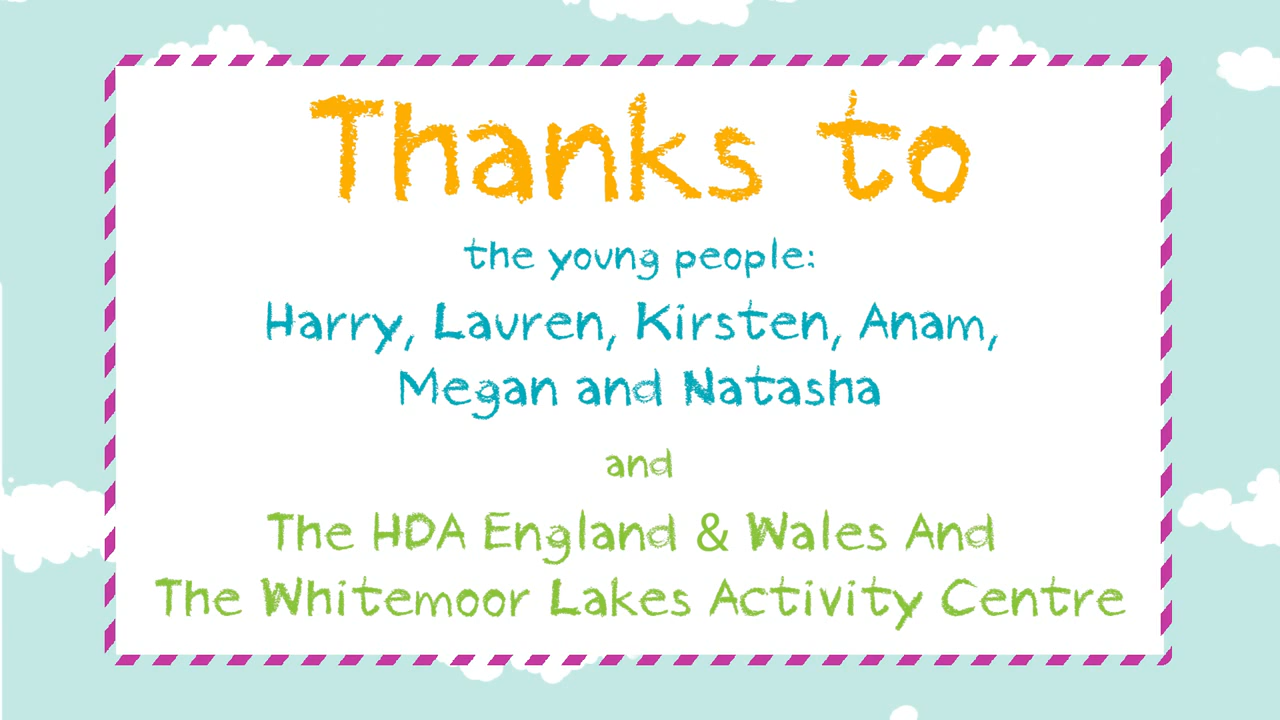 Thanks to
the young people:
Harry, Lauren, Kirsten, Anam,
Megan and Natasha
and
The HDA England & Wales And
The Whitemoor Lakes Activity Centre